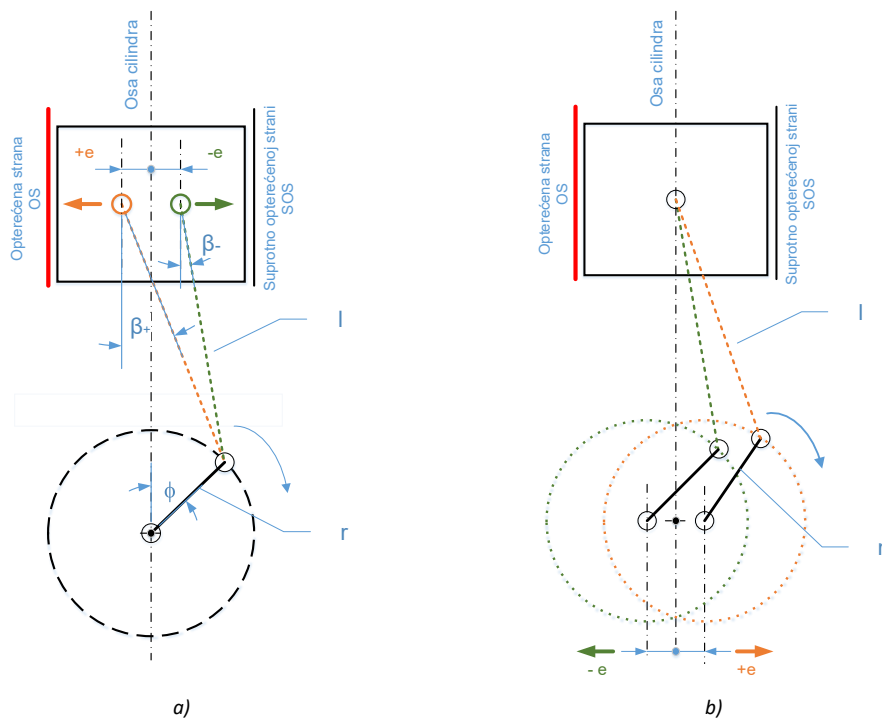 Osa cilindra
Opterećena strana
OS
+e
-e
Suprotno opterećenoj strani
SOS
β-
β+
l
ϕ
r
a)
Osa cilindra
Opterećena strana
OS
Suprotno opterećenoj strani
SOS
l
r
- e
+e
b)